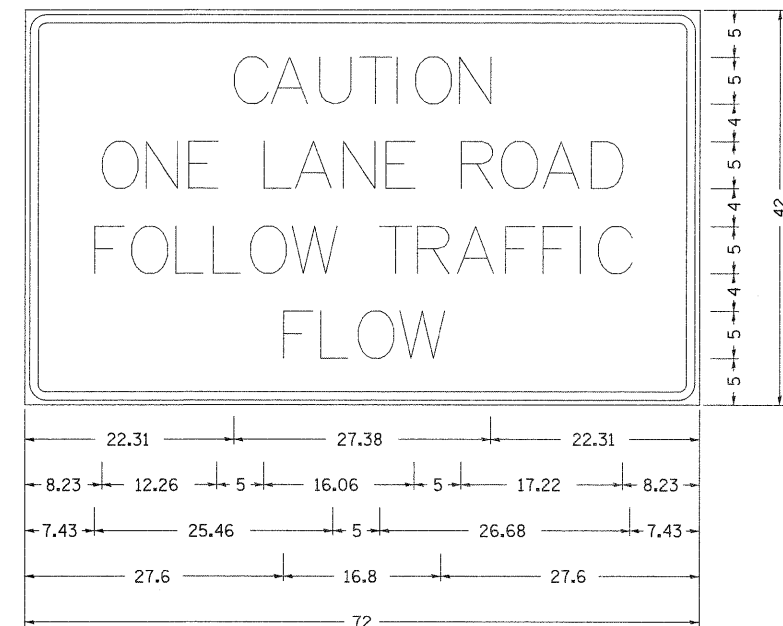 CAUTION
ONE LANE ROAD
FOLLOW TRAFFIC
FLOW
5
5
4
5
4
5
4
5
5
42
22.31 27.38 22.31
8.23 12.26 5 16.06 5 17.22 8.23
7.43 25.46 5 26.68 7.43
27.6 16.8 27.6
72